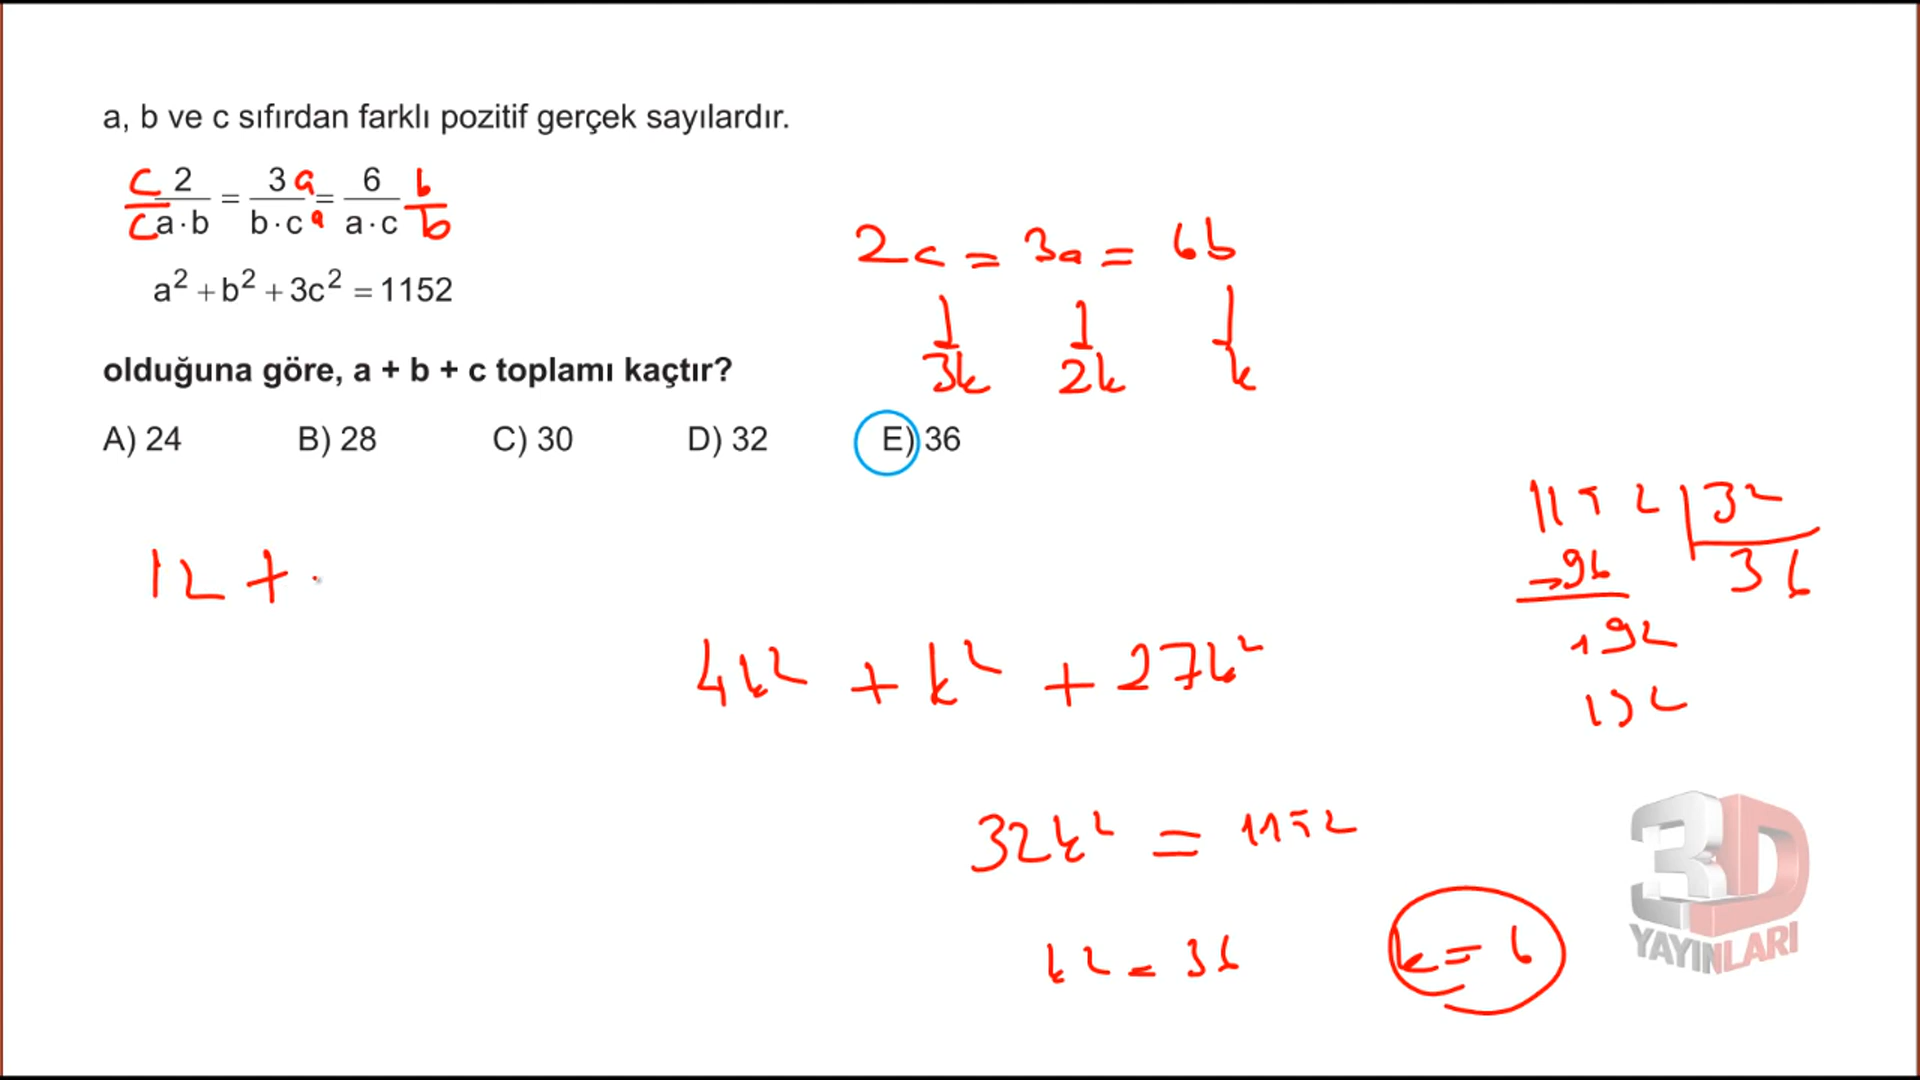 a, b ve c sıfırdan farklı pozitif gerçek sayılardır.
c 2 / c a·b = 3 a / b·c a = 6 b / a·c b
a² + b² + 3c² = 1152
olduğuna göre, a + b + c toplamı kaçtır?
A) 24 B) 28 C) 30 D) 32 E) 36
2c = 3a = 6b
3k 2k k
12 +
4k² + k² + 27k²
32k² = 1152
k² = 36
k = 6
1152 | 32
96 36
192
192
3D
YAYINLARI